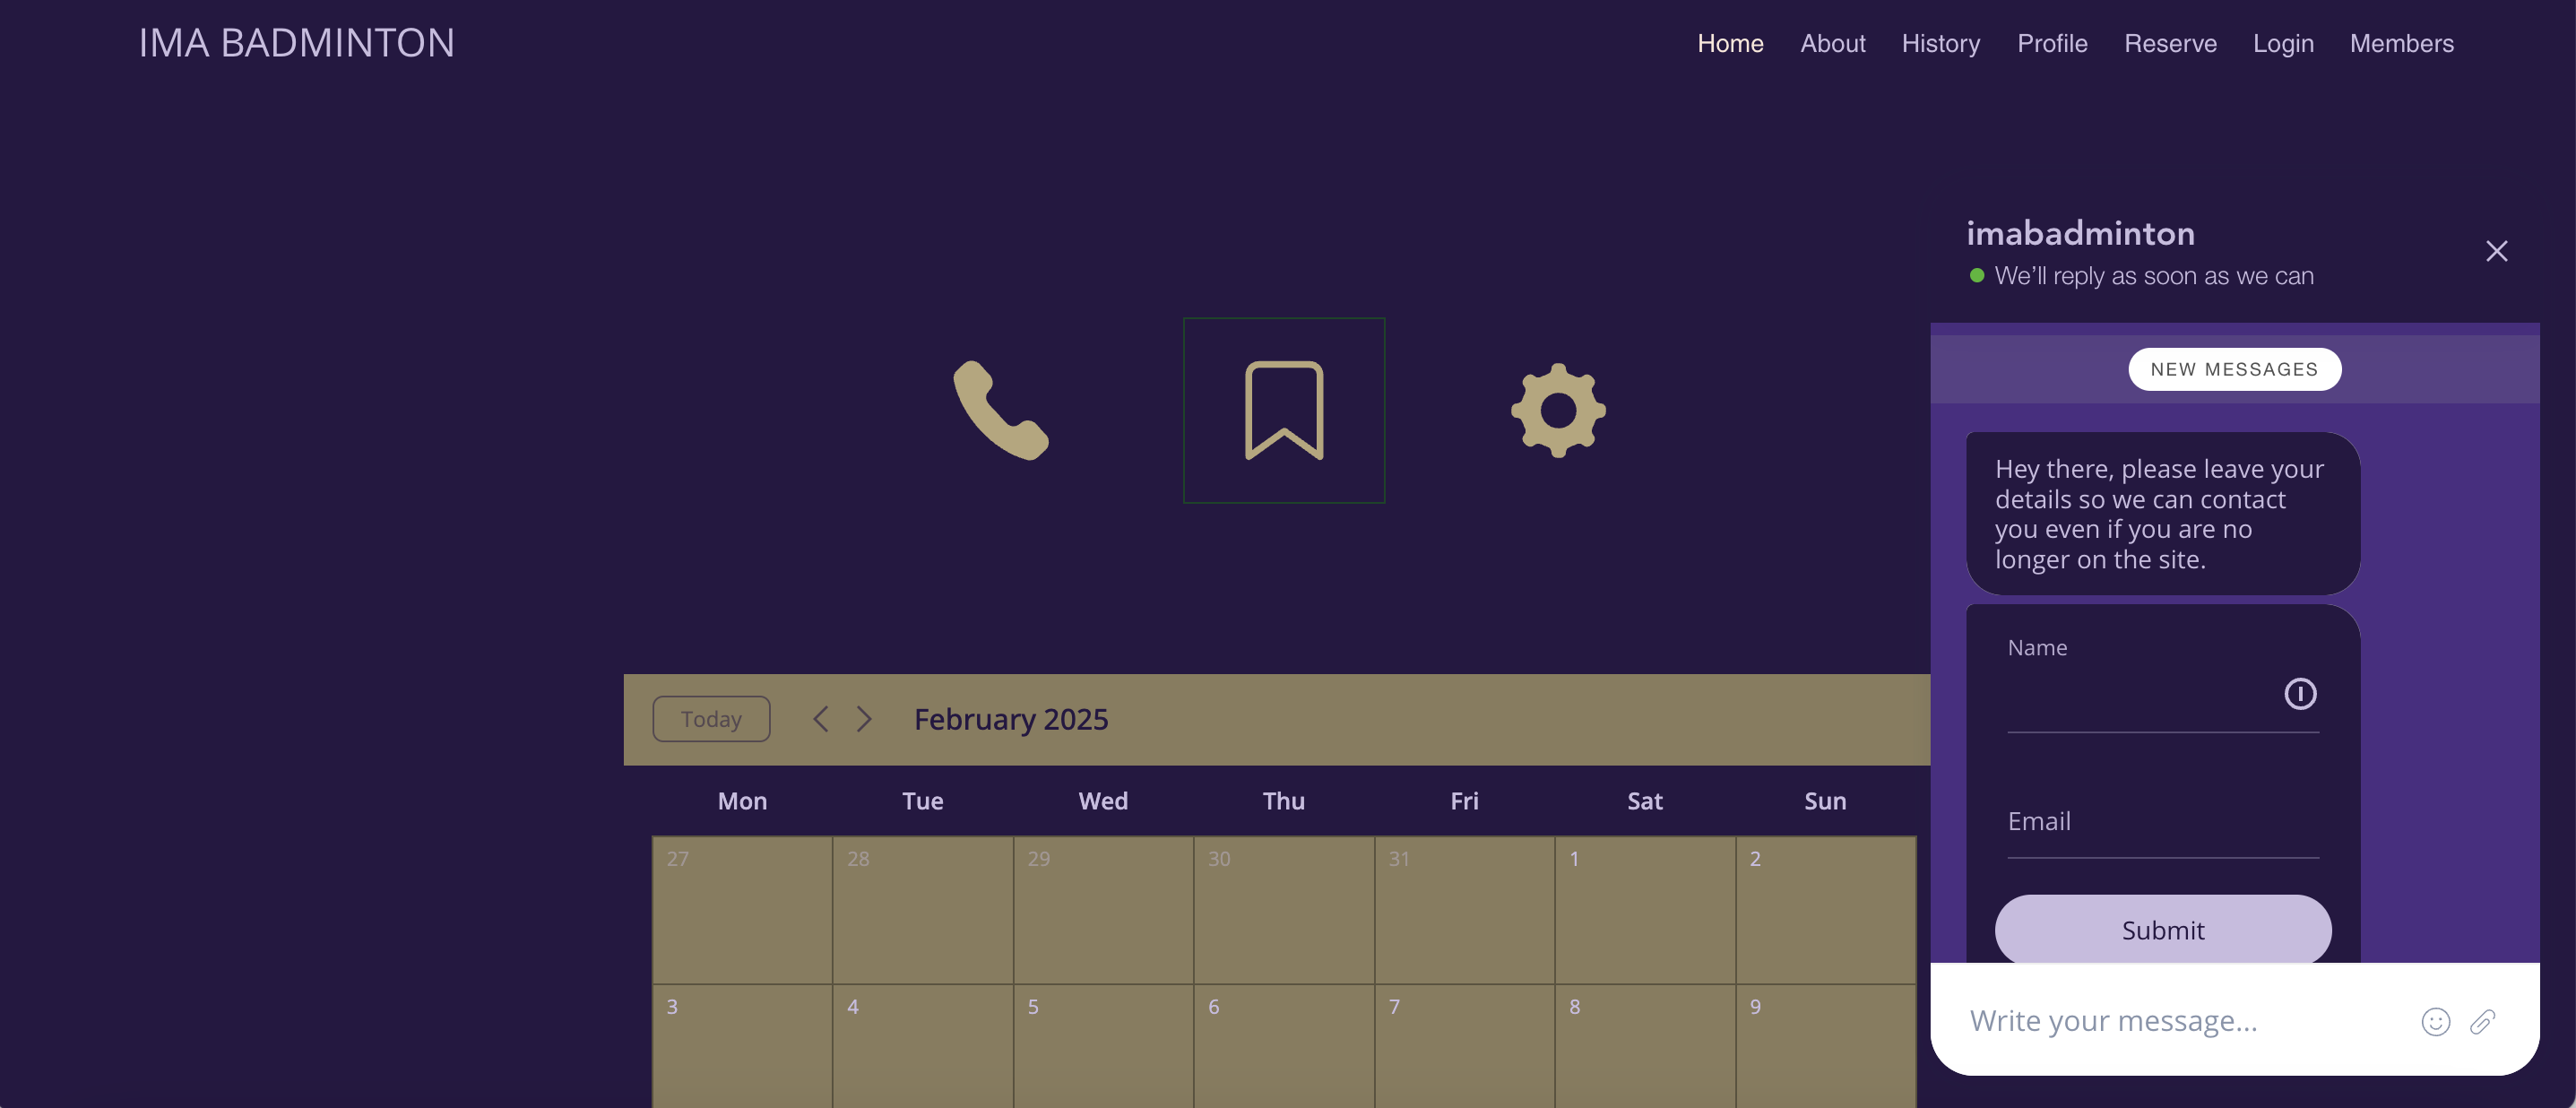 IMA BADMINTON
Home About History Profile Reserve Login Members
imabadminton
We'll reply as soon as we can
NEW MESSAGES
Hey there, please leave your
details so we can contact
you even if you are no
longer on the site.
Name
Email
Submit
Write your message...
Today
February 2025
Mon Tue Wed Thu Fri Sat Sun
27 28 29 30 31 1 2
3 4 5 6 7 8 9